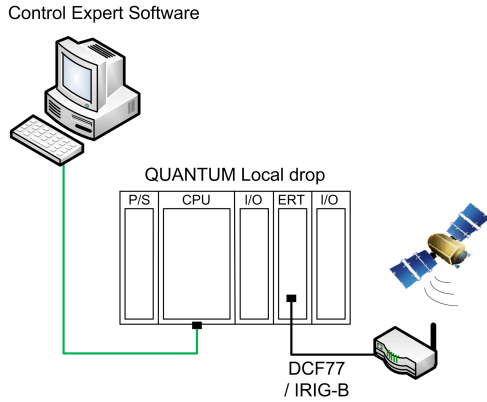 Control Expert Software
QUANTUM Local drop
P/S CPU I/O ERT I/O
DCF77
/ IRIG-B